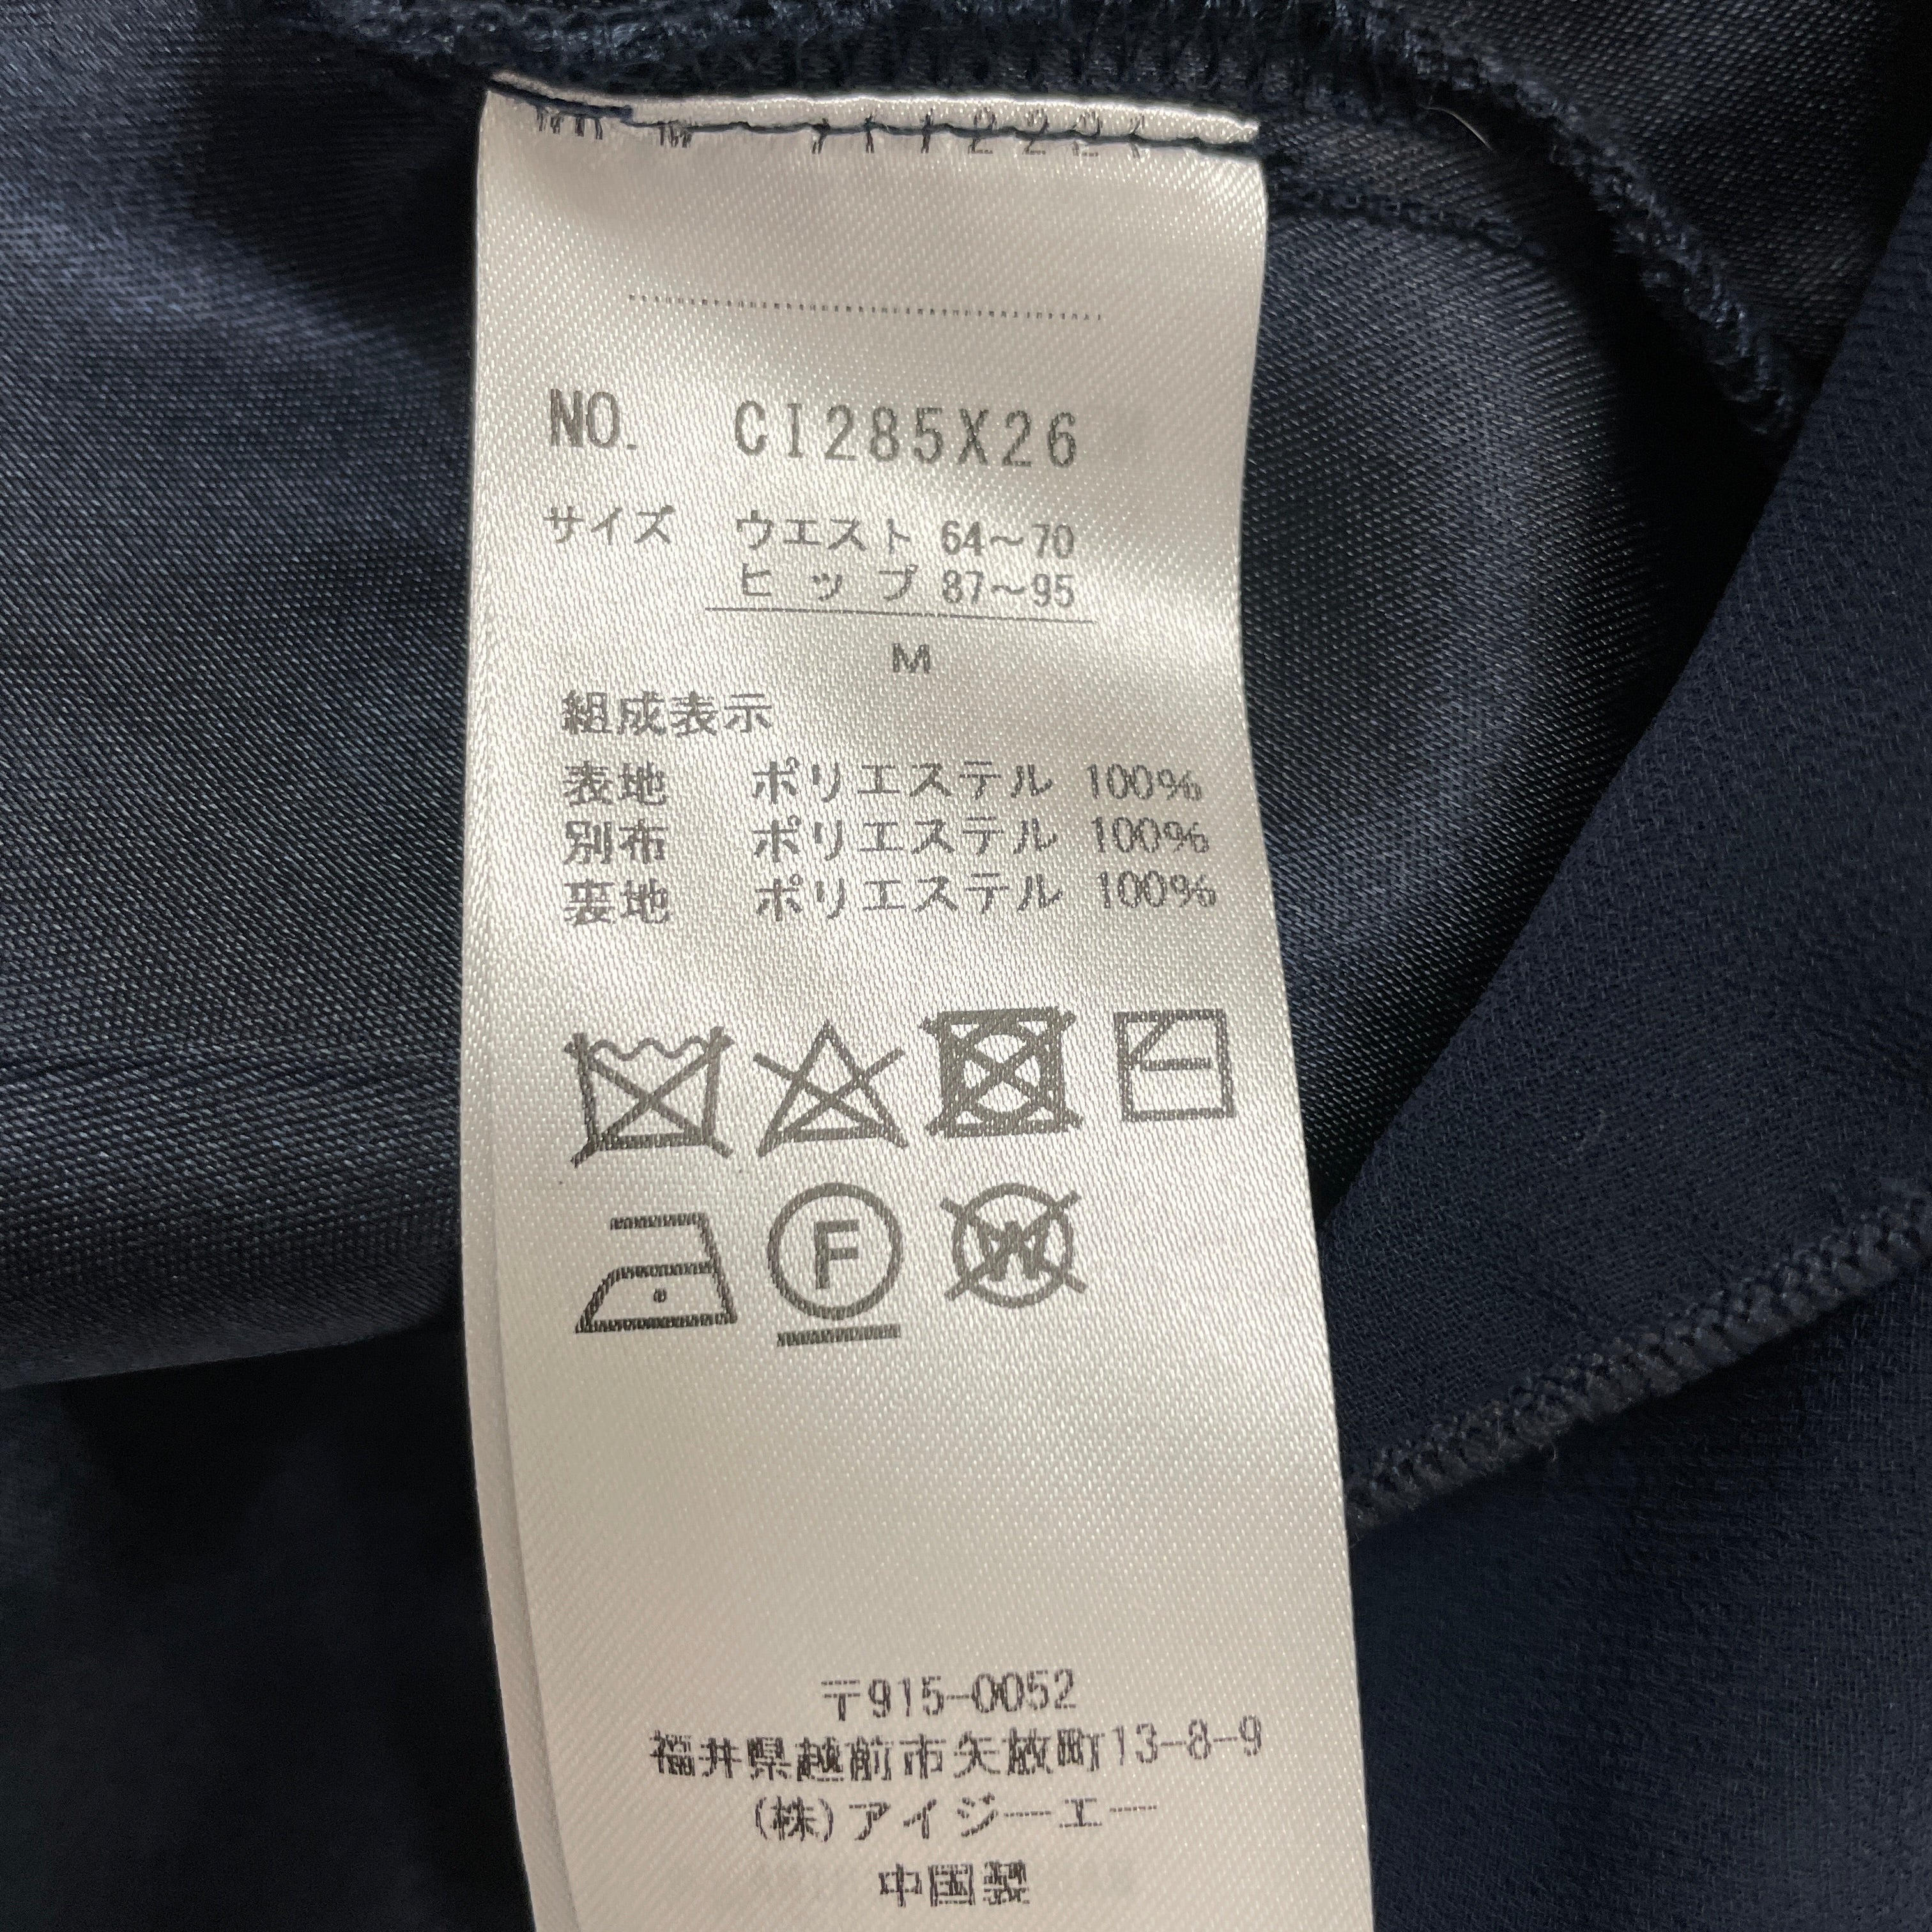 NO. CI285X26
サイズ ウエスト 64～70
ヒップ 87～95
M
組成表示
表地 ポリエステル 100%
別布 ポリエステル 100%
裏地 ポリエステル 100%
F
W
〒915-0052
福井県越前市矢放町13-8-9
(株)アイジーエー
中国製